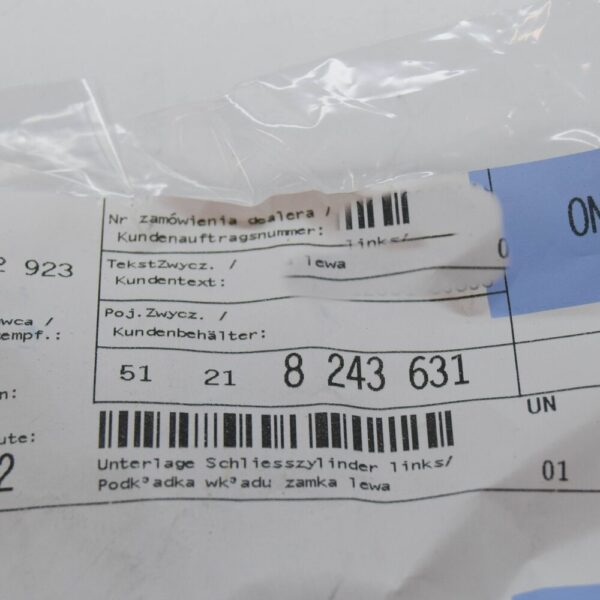 ON
Nr zamówienia dealera /
Kundenauftragsnummer:
links/
0
923
TekstZwycz. /
lewa
Kundentext:
wca /
empf.:
Poj.Zwycz. /
Kundenbehälter:
51 21 8 243 631
n:
UN
ute:
2
Unterlage Schliesszylinder links/
Podk³adka wk³adu zamka lewa
01